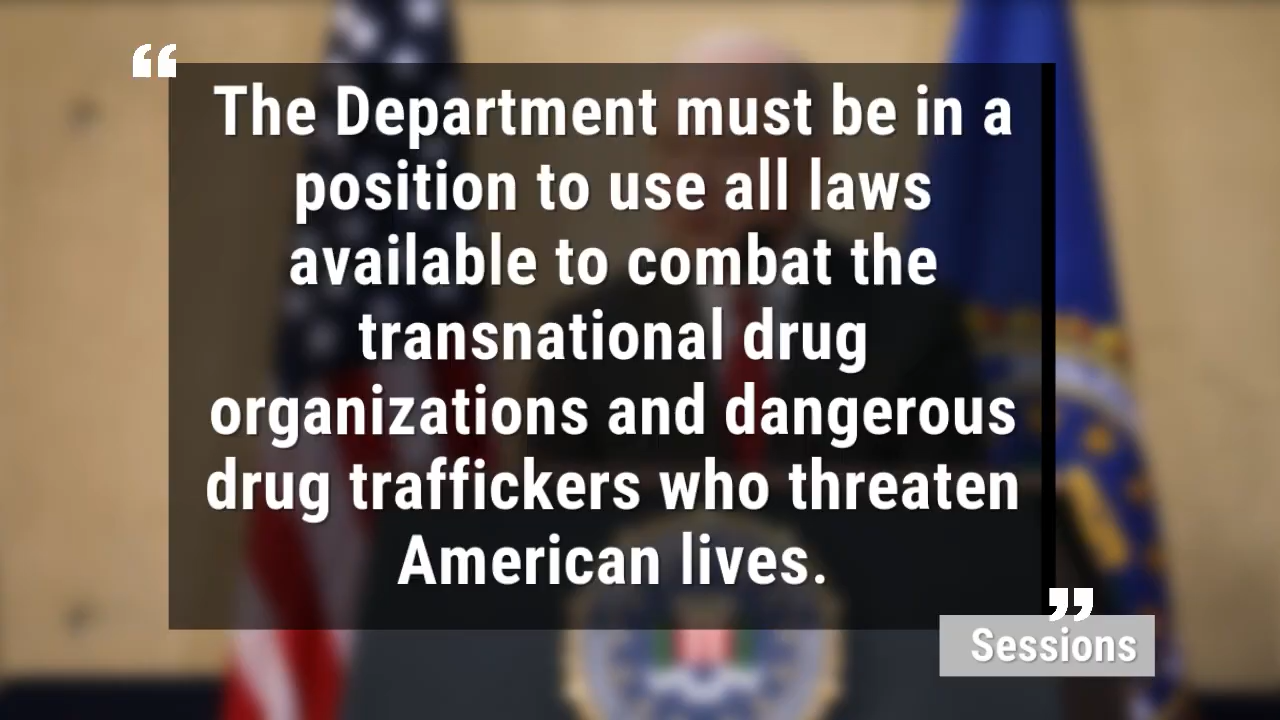 “
The Department must be in a
position to use all laws
available to combat the
transnational drug
organizations and dangerous
drug traffickers who threaten
American lives.
”
Sessions